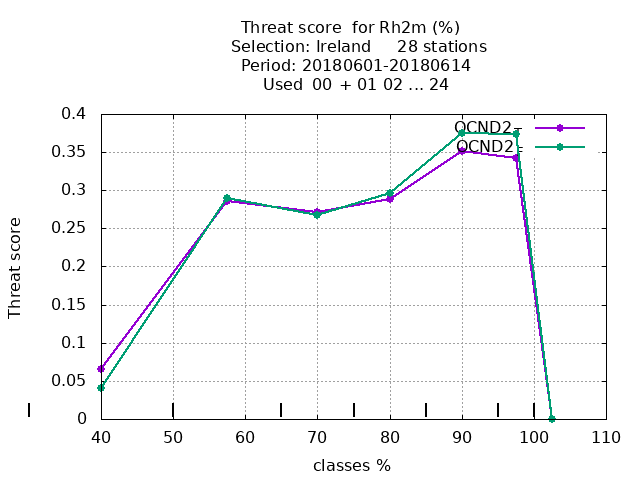 Threat score for Rh2m (%)
Selection: Ireland 28 stations
Period: 20180601-20180614
Used 00 + 01 02 ... 24
0.4
0.35
0.3
0.25
0.2
0.15
0.1
0.05
0
Threat score
OCND2-
OCND2-
40 50 60 70 80 90 100 110
classes %